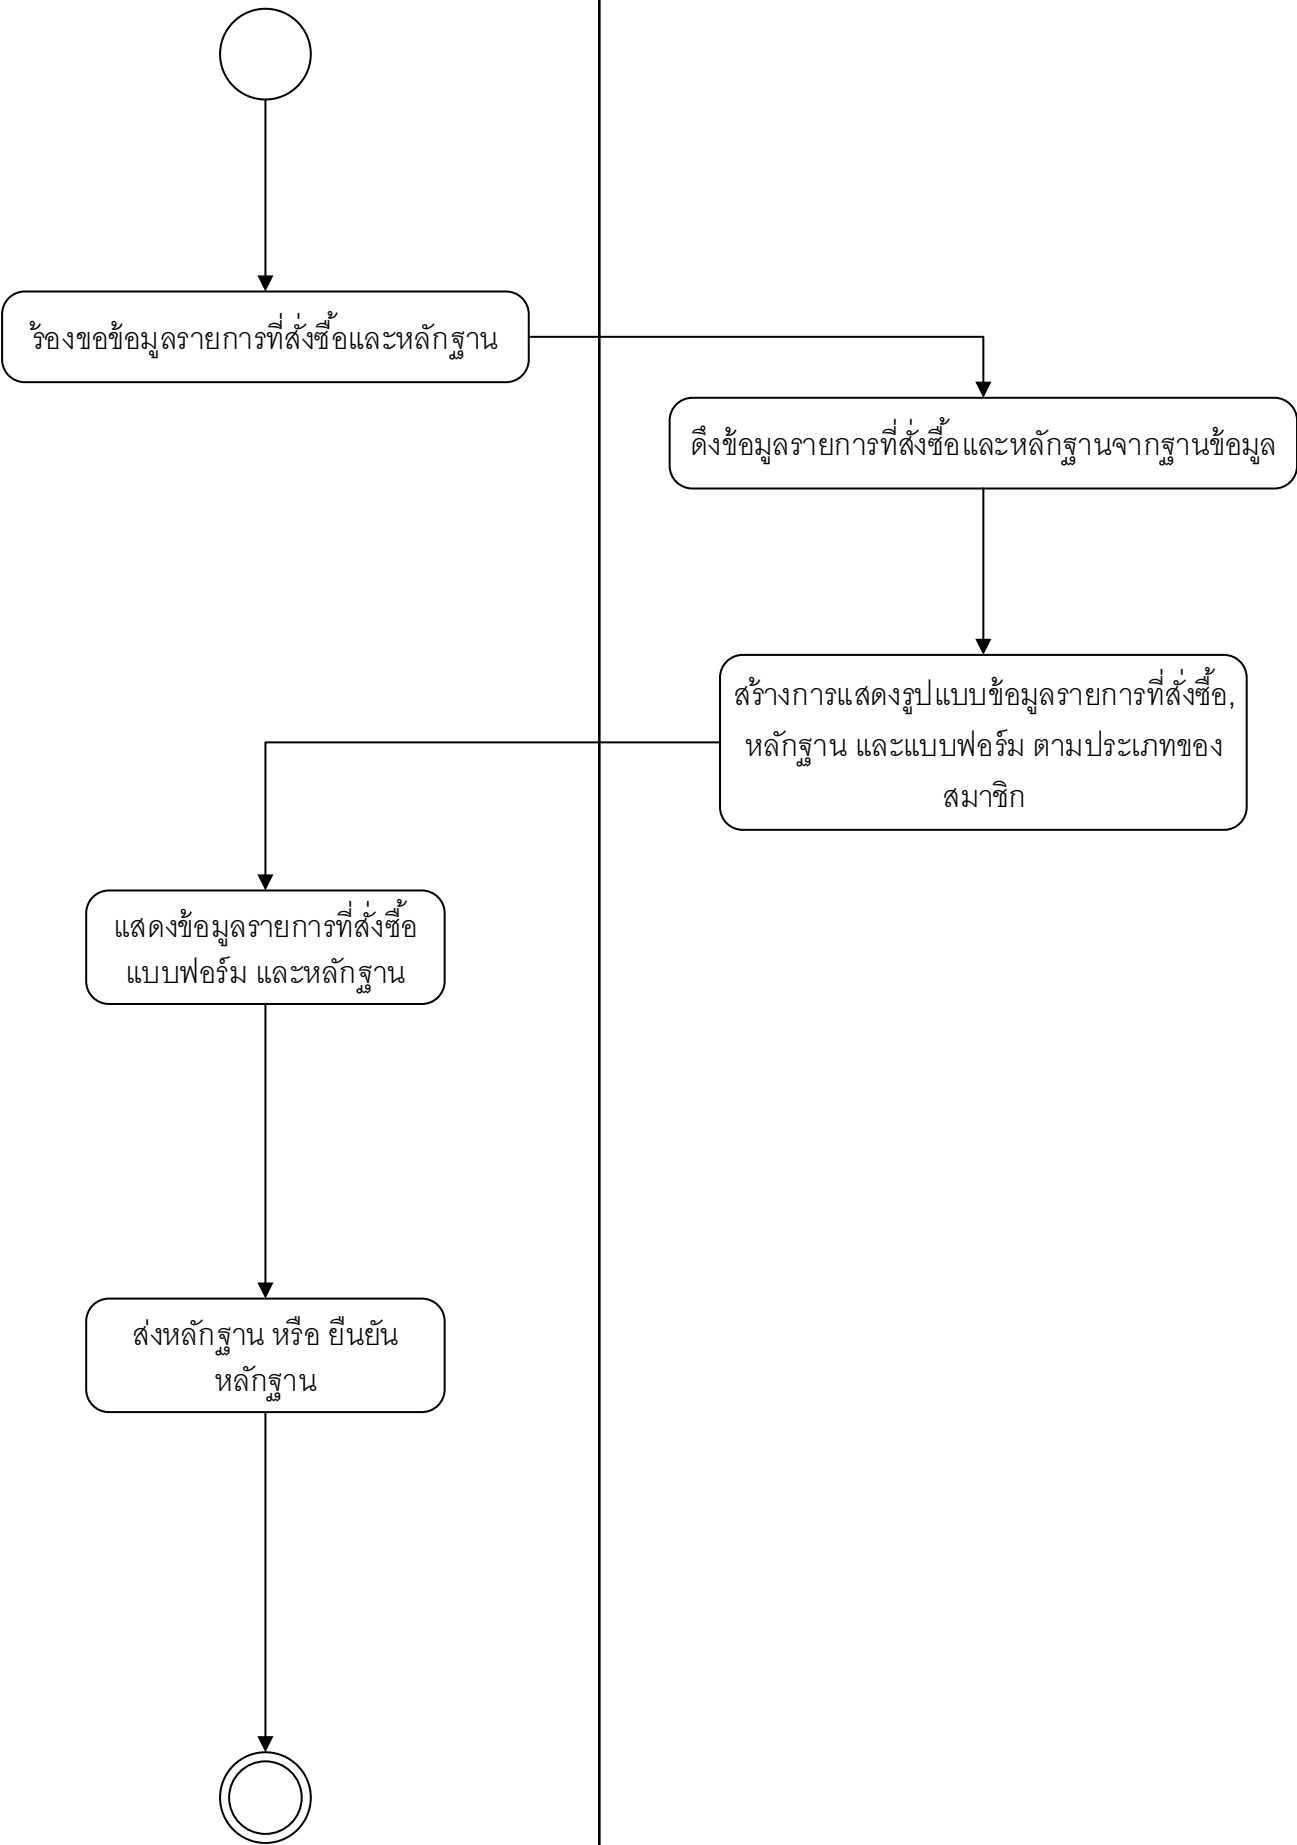 ร้องขอข้อมูลรายการที่สั่งซื้อและหลักฐาน
ดึงข้อมูลรายการที่สั่งซื้อและหลักฐานจากฐานข้อมูล
สร้างการแสดงรูปแบบข้อมูลรายการที่สั่งซื้อ,
หลักฐาน และแบบฟอร์ม ตามประเภทของ
สมาชิก
แสดงข้อมูลรายการที่สั่งซื้อ
แบบฟอร์ม และหลักฐาน
ส่งหลักฐาน หรือ ยืนยัน
หลักฐาน